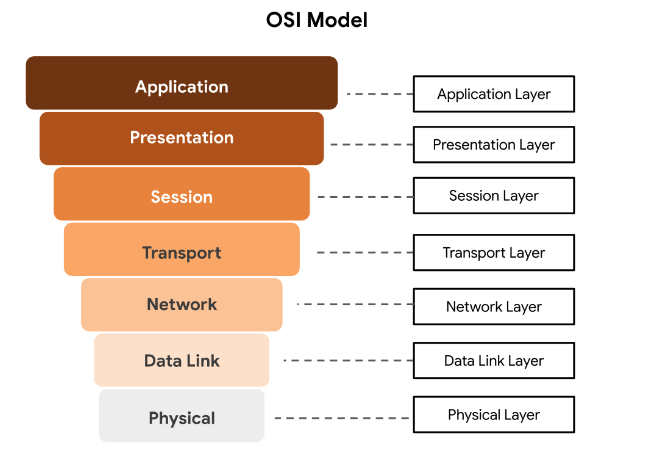 OSI Model
Application
Application Layer
Presentation
Presentation Layer
Session
Session Layer
Transport
Transport Layer
Network
Network Layer
Data Link
Data Link Layer
Physical
Physical Layer